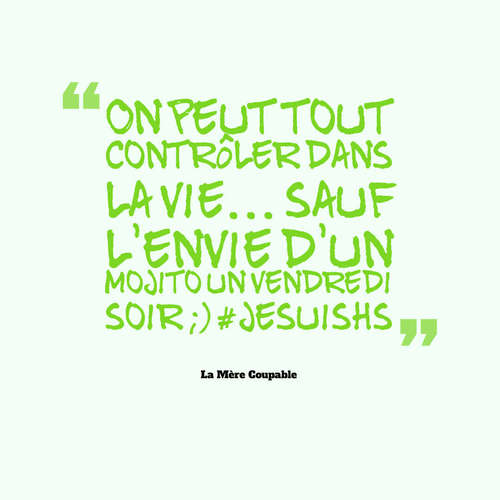 “
ON PEUT TOUT
CONTRÔLER DANS
LA VIE... SAUF
L'ENVIE D'UN
MOJITO UN VENDREDI
SOIR ;) #JESUISHS
”
La Mère Coupable